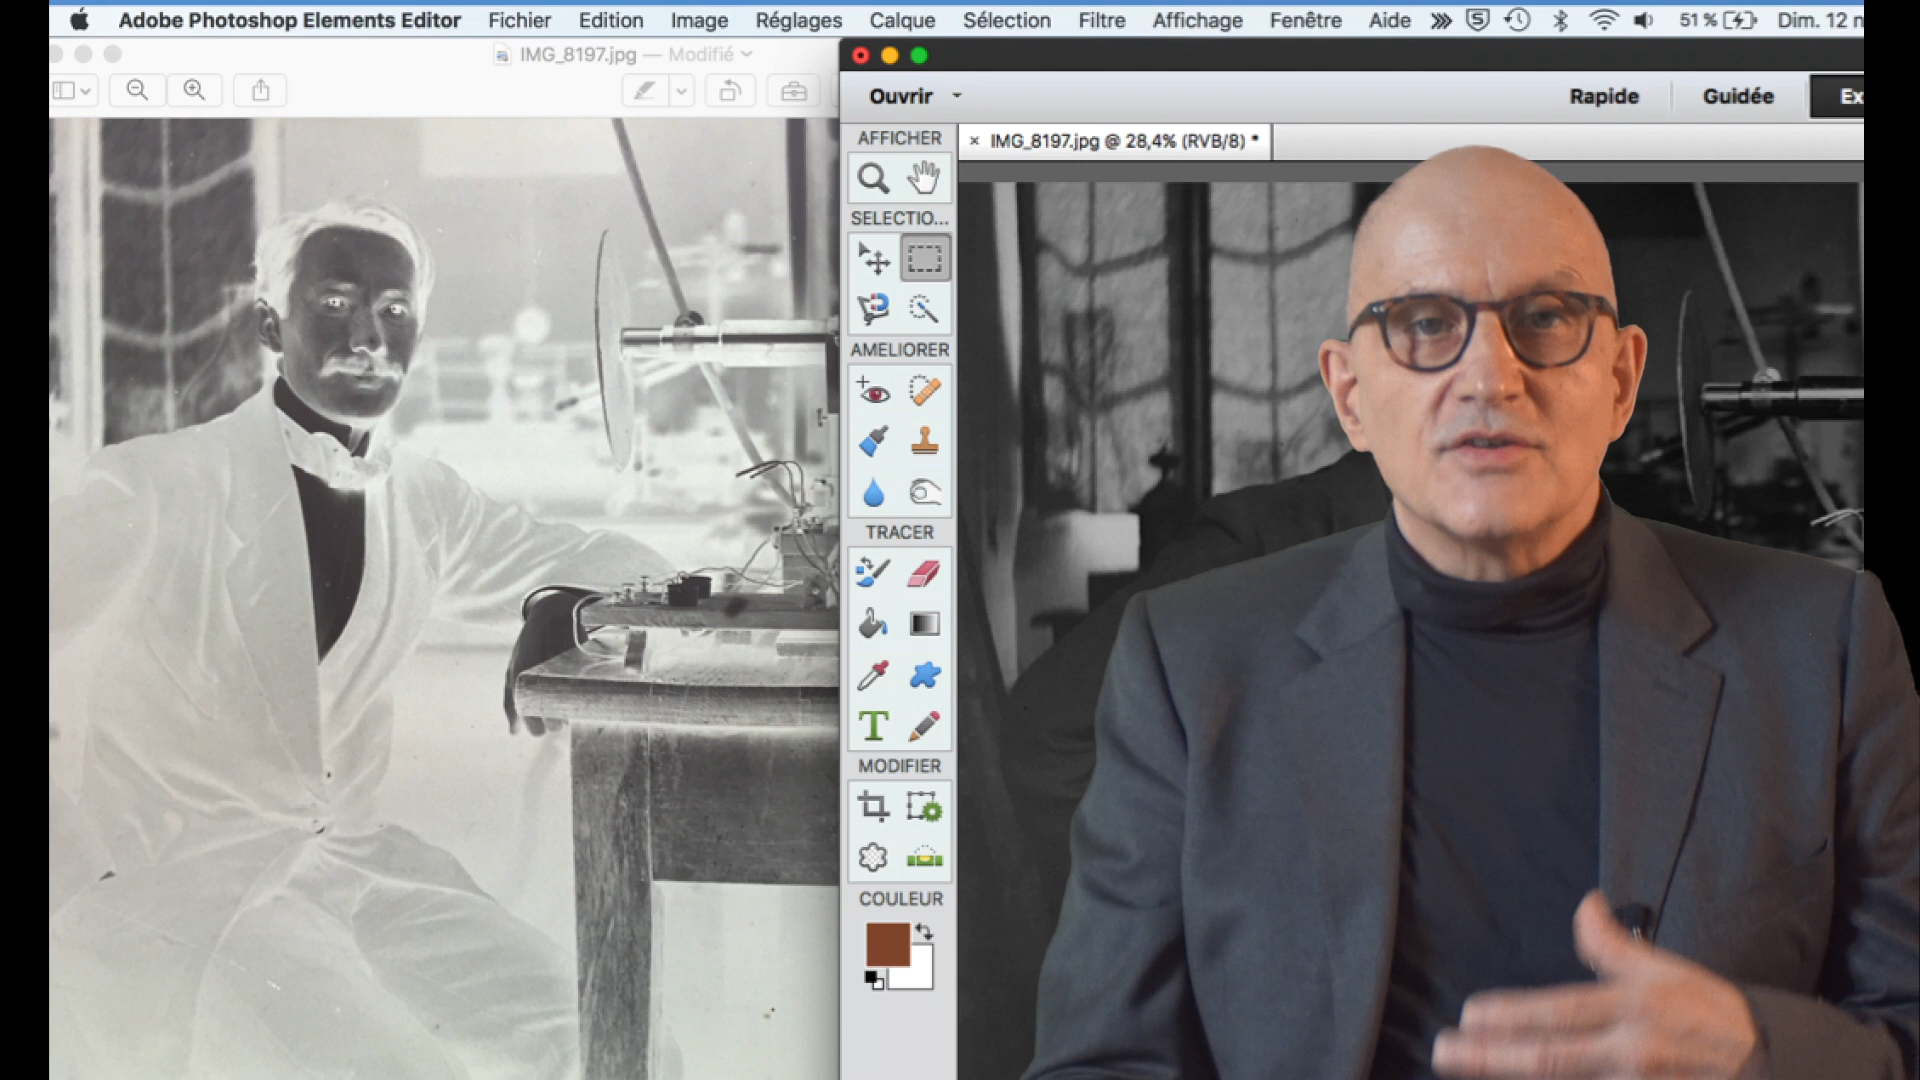 Adobe Photoshop Elements Editor Fichier Edition Image Réglages Calque Sélection Filtre Affichage Fenêtre Aide 51 % Dim. 12
IMG_8197.jpg — Modifié
Ouvrir Rapide Guidée Ex
AFFICHER
× IMG_8197.jpg @ 28,4% (RVB/8) *
SELECTIO...
AMELIORER
TRACER
T
MODIFIER
COULEUR